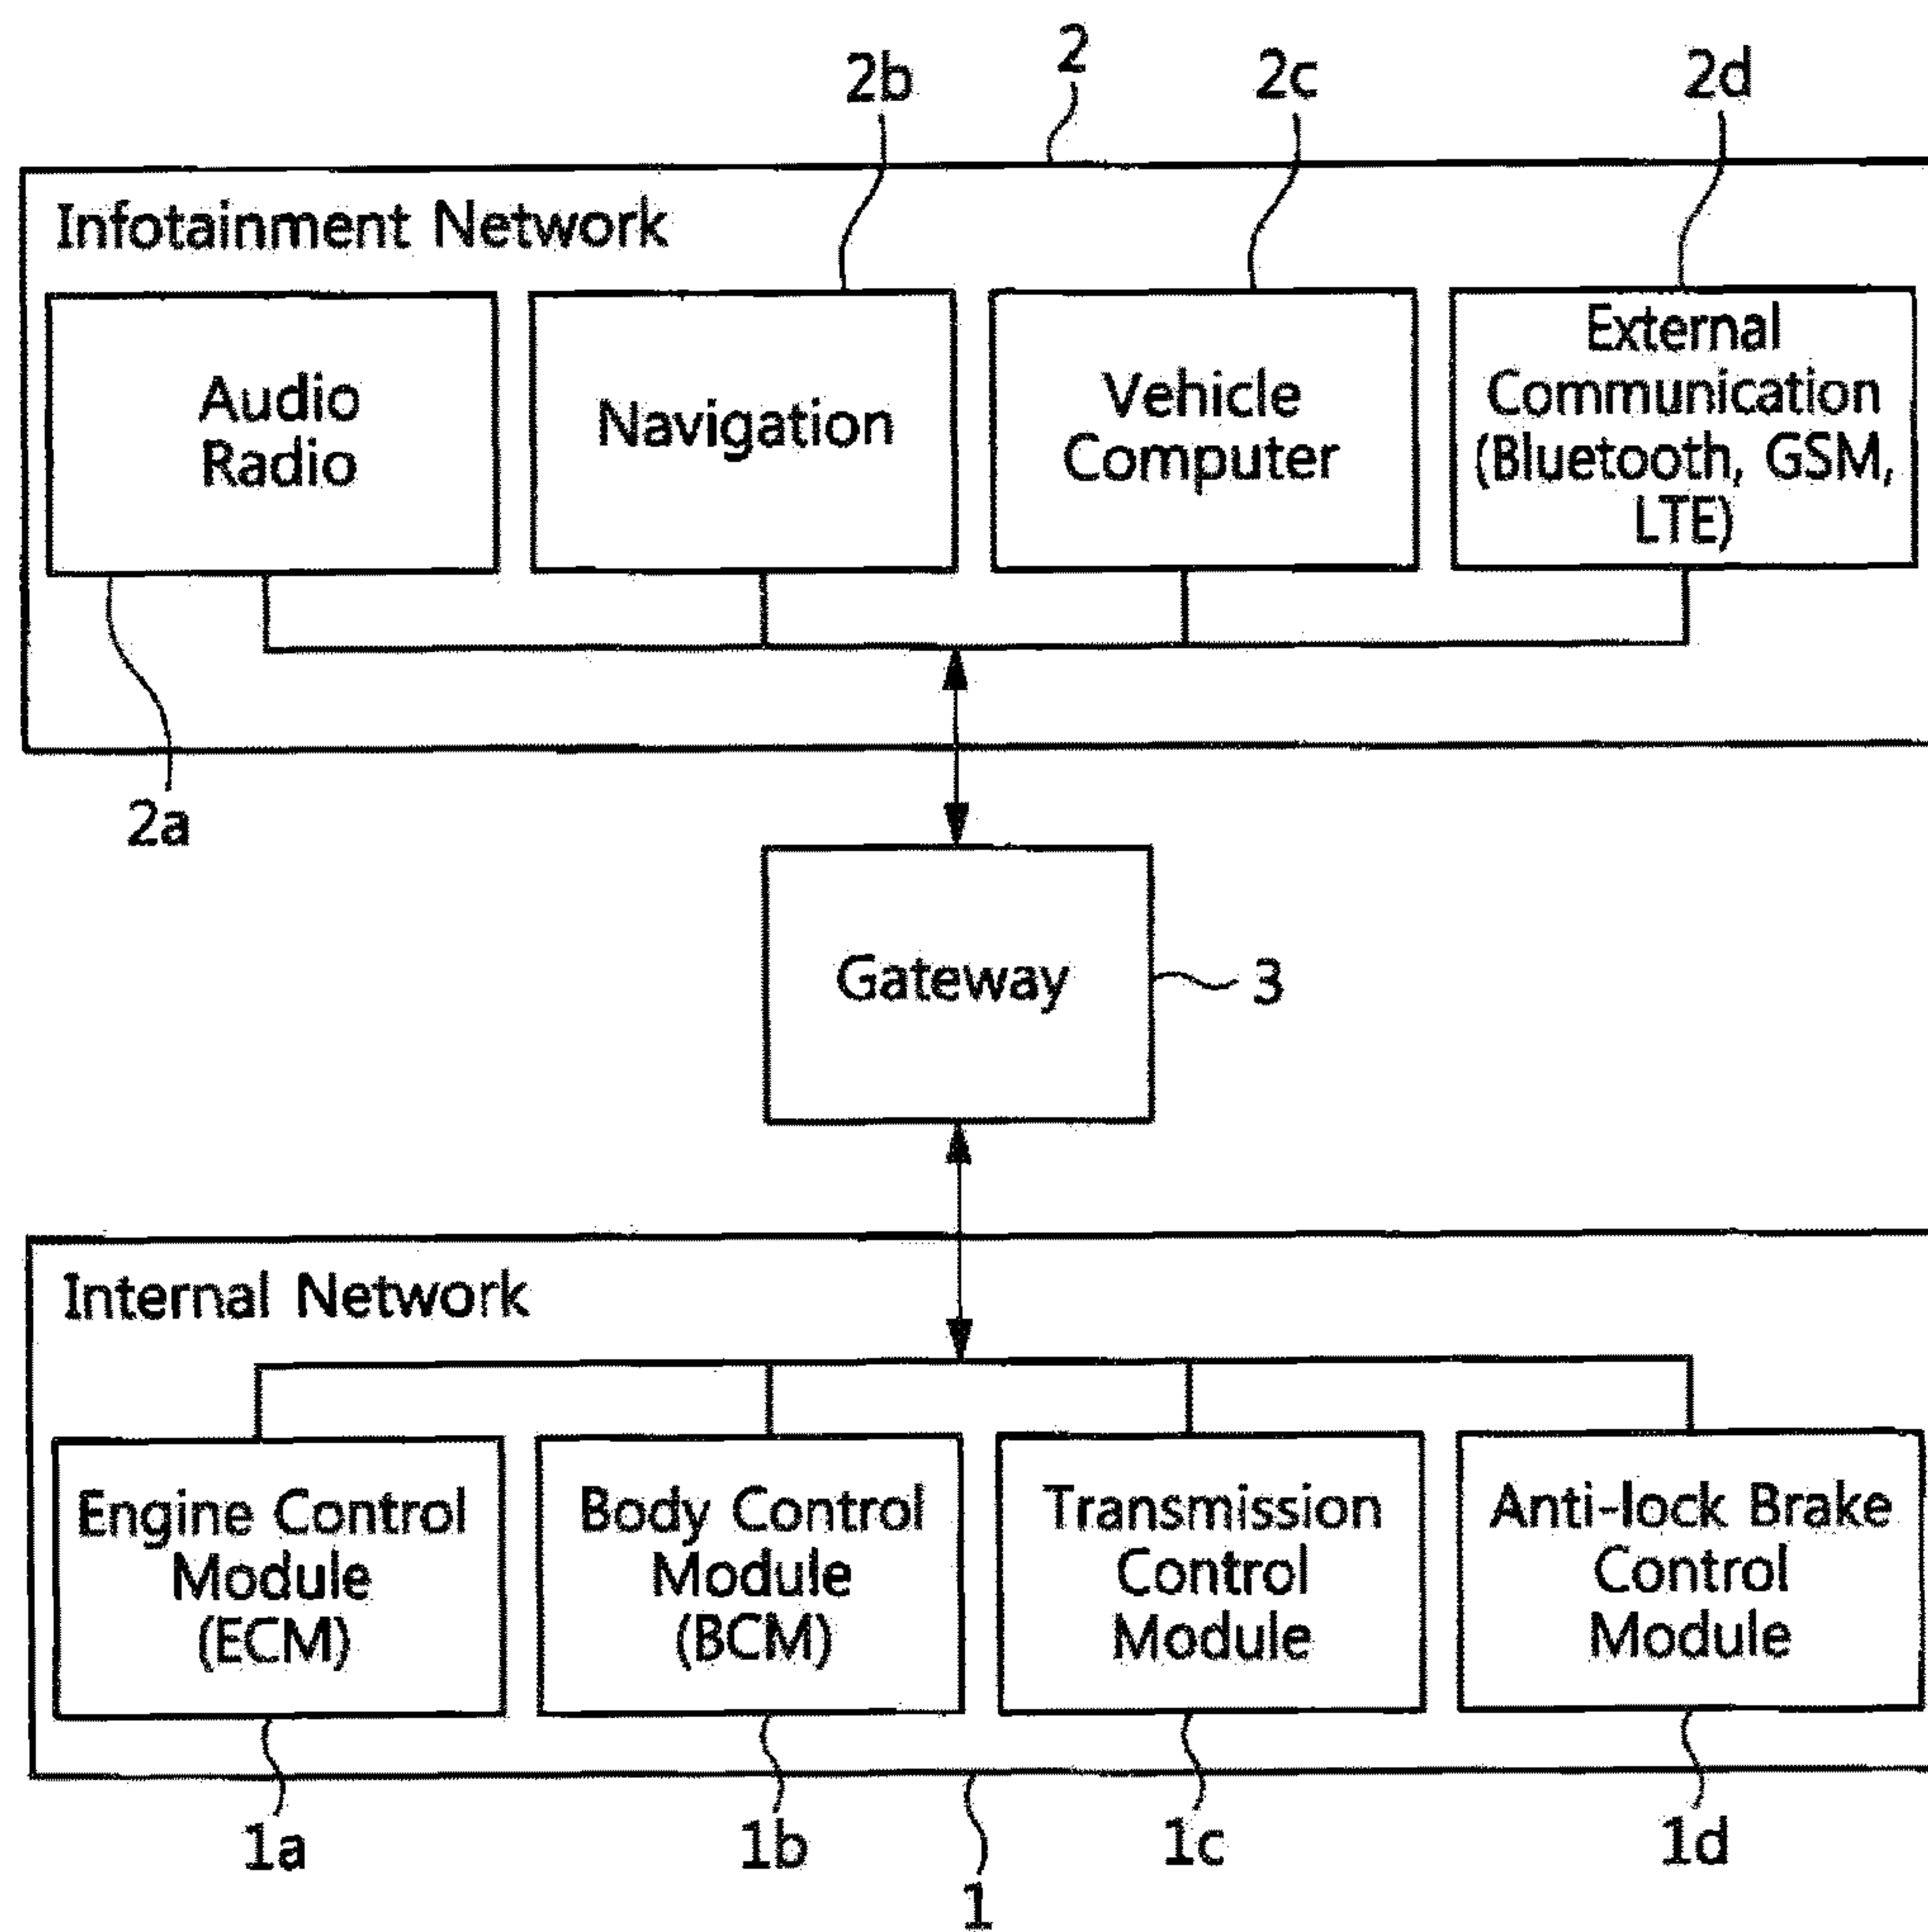 2
2b
2c
2d
Infotainment Network
Audio
Radio
Navigation
Vehicle
Computer
External
Communication
(Bluetooth, GSM,
LTE)
2a
Gateway
3
Internal Network
Engine Control
Module
(ECM)
Body Control
Module
(BCM)
Transmission
Control
Module
Anti-lock Brake
Control
Module
1a
1b
1c
1d
1